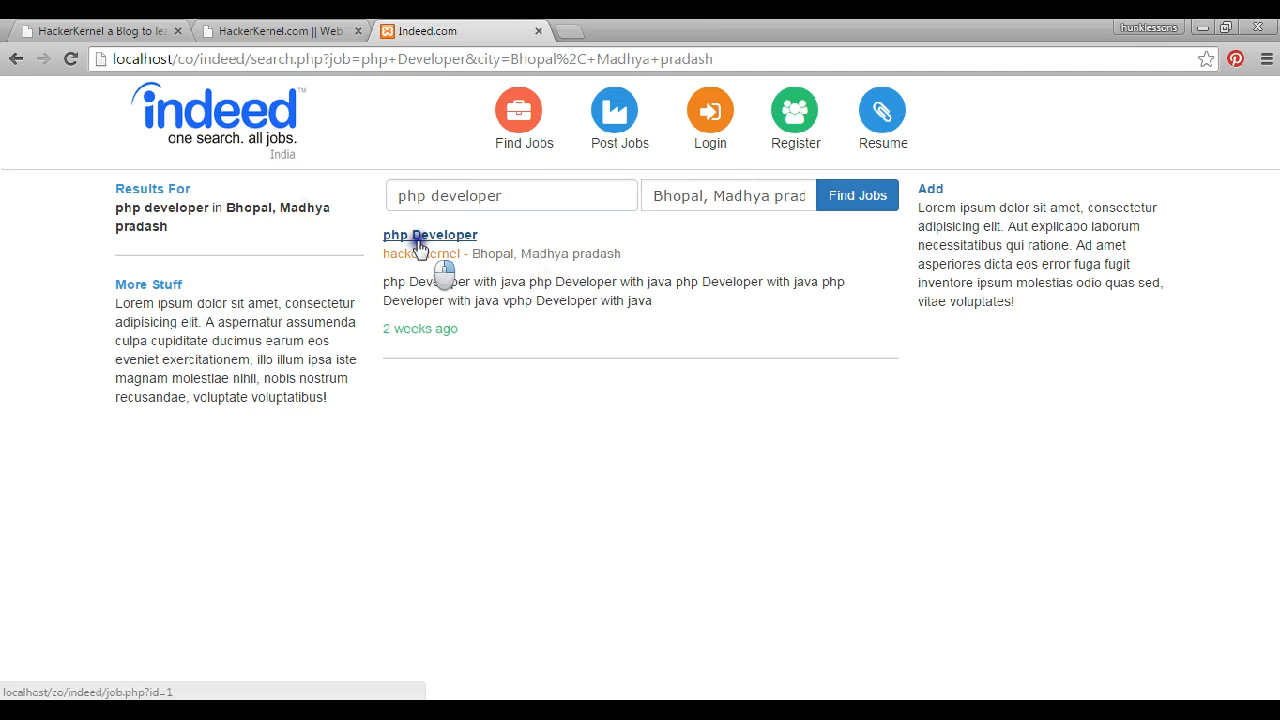 HackerKernel a Blog to le
HackerKernel.com || Web
Indeed.com
hunklessons
localhost/co/indeed/search.php?job=php+Developer&city=Bhopal%2C+Madhya+pradesh
indeed™
one search. all jobs.
India
Find Jobs
Post Jobs
Login
Register
Resume
Results For
php developer in Bhopal, Madhya
pradesh
php developer
Bhopal, Madhya prad
Find Jobs
Add
Lorem ipsum dolor sit amet, consectetur
adipisicing elit. Aut explicabo laborum
necessitatibus qui ratione. Ad amet
asperiores dicta eos error fuga fugit
inventore ipsum molestias odio quas sed,
vitae voluptates!
php Developer
hackerkernel - Bhopal, Madhya pradesh
php Developer with java php Developer with java php Developer with java php
Developer with java vphp Developer with java
2 weeks ago
More Stuff
Lorem ipsum dolor sit amet, consectetur
adipisicing elit. A aspernatur assumenda
culpa cupiditate ducimus earum eos
eveniet exercitationem, illo illum ipsa iste
magnam molestiae nihil, nobis nostrum
recusandae, voluptate voluptatibus!
localhost/co/indeed/job.php?id=1